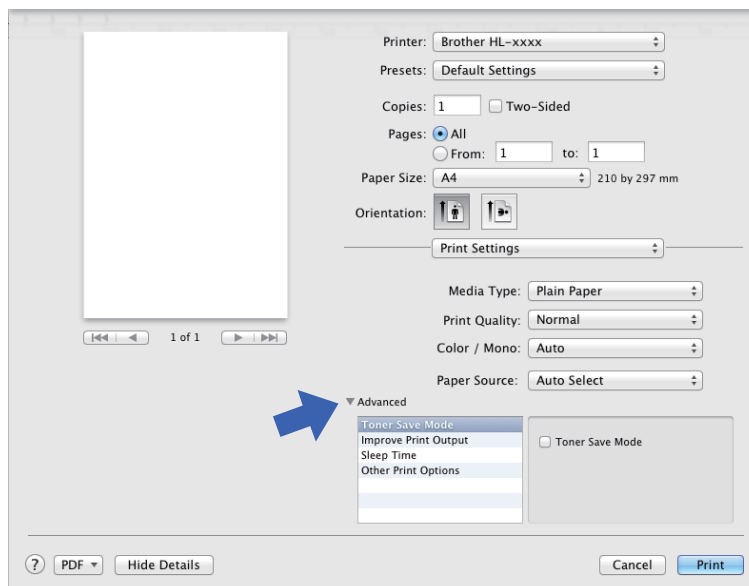 Printer: Brother HL-xxxx
Presets: Default Settings
Copies: 1 Two-Sided
Pages: All
From: 1 to: 1
Paper Size: A4 210 by 297 mm
Orientation:
Print Settings
Media Type: Plain Paper
Print Quality: Normal
1 of 1
Color / Mono: Auto
Paper Source: Auto Select
Advanced
Toner Save Mode
Improve Print Output
Sleep Time
Other Print Options
Toner Save Mode
? PDF Hide Details Cancel Print